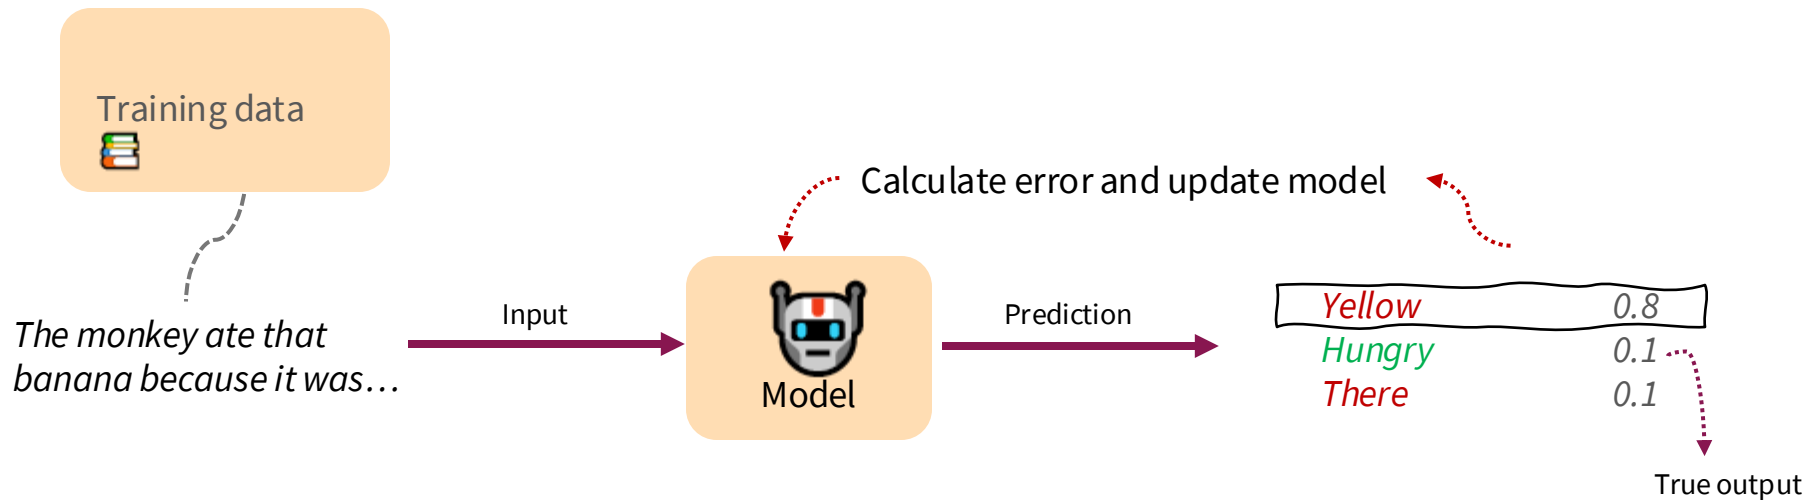 Training data
Calculate error and update model
The monkey ate that
banana because it was...
Input
Model
Prediction
Yellow 0.8
Hungry 0.1
There 0.1
True output